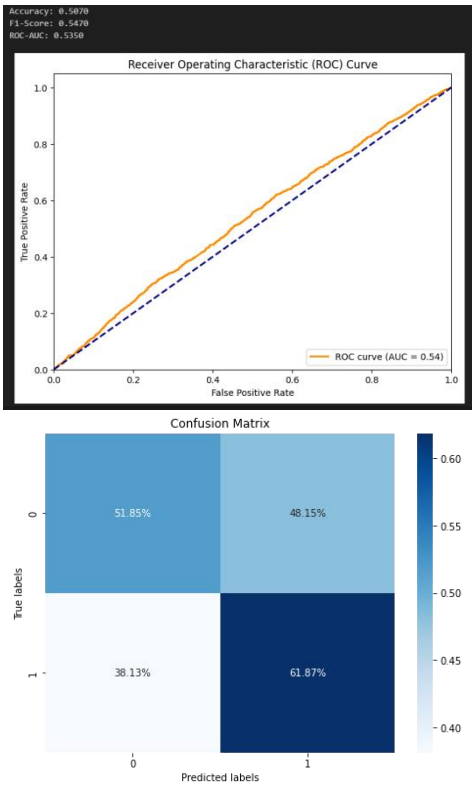 Accuracy: 0.5070
F1-Score: 0.5470
ROC-AUC: 0.5350
Receiver Operating Characteristic (ROC) Curve
1.0
0.8
0.6
0.4
0.2
0.0
True Positive Rate
ROC curve (AUC = 0.54)
0.0 0.2 0.4 0.6 0.8 1.0
False Positive Rate
Confusion Matrix
0
1
True labels
51.85% 48.15%
38.13% 61.87%
0 1
Predicted labels
0.60
0.55
0.50
0.45
0.40